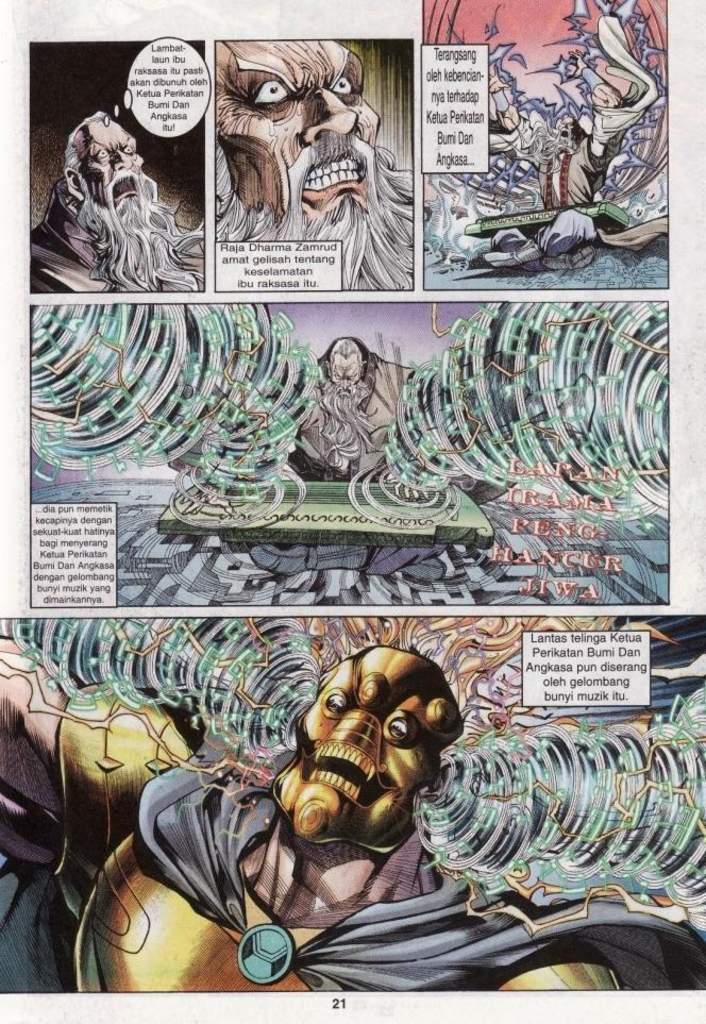 Lambat-
laun ibu
raksasa itu pasti
akan dibunuh oleh
Ketua Perikatan
Bumi Dan
Angkasa
itu!
Raja Dharma Zamrud
amat gelisah tentang
keselamatan
ibu raksasa itu.
Terangsang
oleh kebencian-
nya terhadap
Ketua Perikatan
Bumi Dan
Angkasa...
...dia pun memetik
kecapinya dengan
sekuat-kuat hatinya
bagi menyerang
Ketua Perikatan
Bumi Dan Angkasa
dengan gelombang
bunyi muzik yang
dimainkannya.
LAPAN
IRAMA
PENG-
HANCUR
JIWA
Lantas telinga Ketua
Perikatan Bumi Dan
Angkasa pun diserang
oleh gelombang
bunyi muzik itu.
21